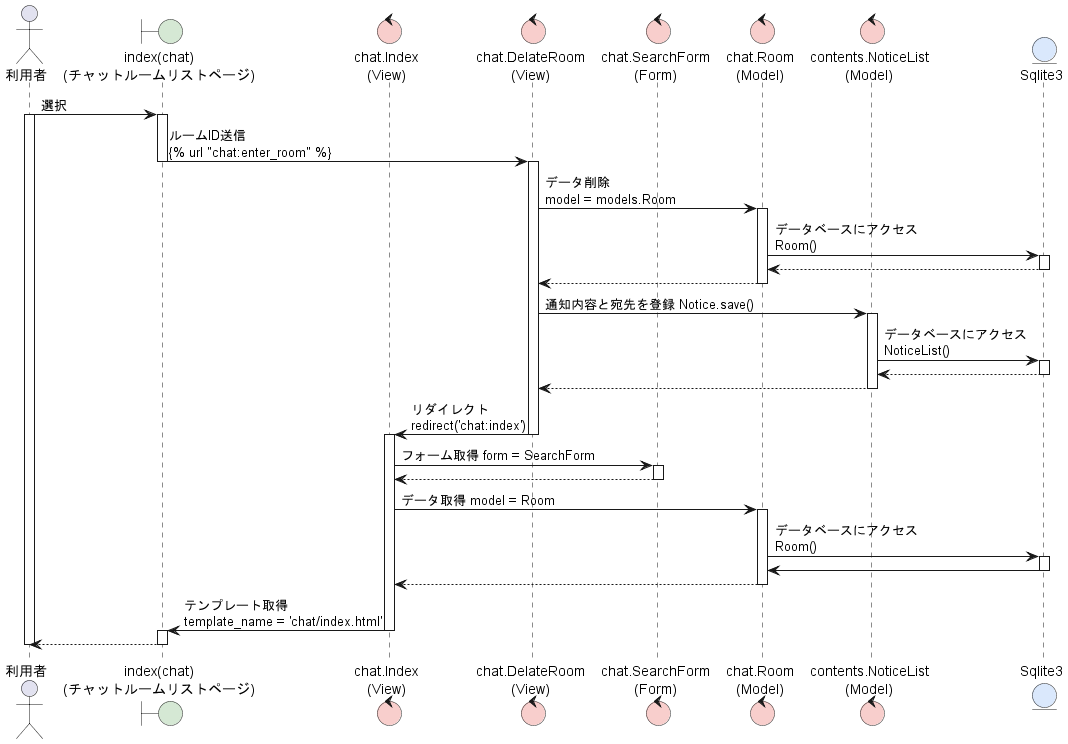 利用者
index(chat)
(チャットルームリストページ)
chat.Index
(View)
chat.DelateRoom
(View)
chat.SearchForm
(Form)
chat.Room
(Model)
contents.NoticeList
(Model)
Sqlite3
選択
ルームID送信
{% url "chat:enter_room" %}
データ削除
model = models.Room
データベースにアクセス
Room()
通知内容と宛先を登録 Notice.save()
データベースにアクセス
NoticeList()
リダイレクト
redirect('chat:index')
フォーム取得 form = SearchForm
データ取得 model = Room
データベースにアクセス
Room()
テンプレート取得
template_name = 'chat/index.html'
利用者
index(chat)
(チャットルームリストページ)
chat.Index
(View)
chat.DelateRoom
(View)
chat.SearchForm
(Form)
chat.Room
(Model)
contents.NoticeList
(Model)
Sqlite3